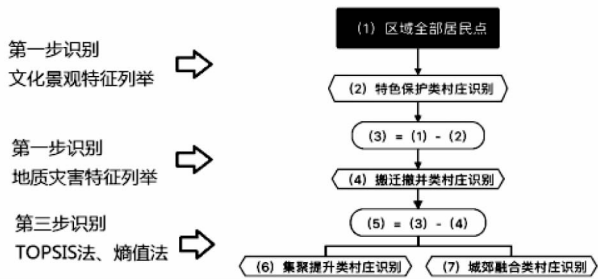 (1) 区域全部居民点
第一步识别
文化景观特征列举
(2) 特色保护类村庄识别
(3) = (1) - (2)
第一步识别
地质灾害特征列举
(4) 搬迁撤并类村庄识别
第三步识别
TOPSIS法、熵值法
(5) = (3) - (4)
(6) 集聚提升类村庄识别
(7) 城郊融合类村庄识别